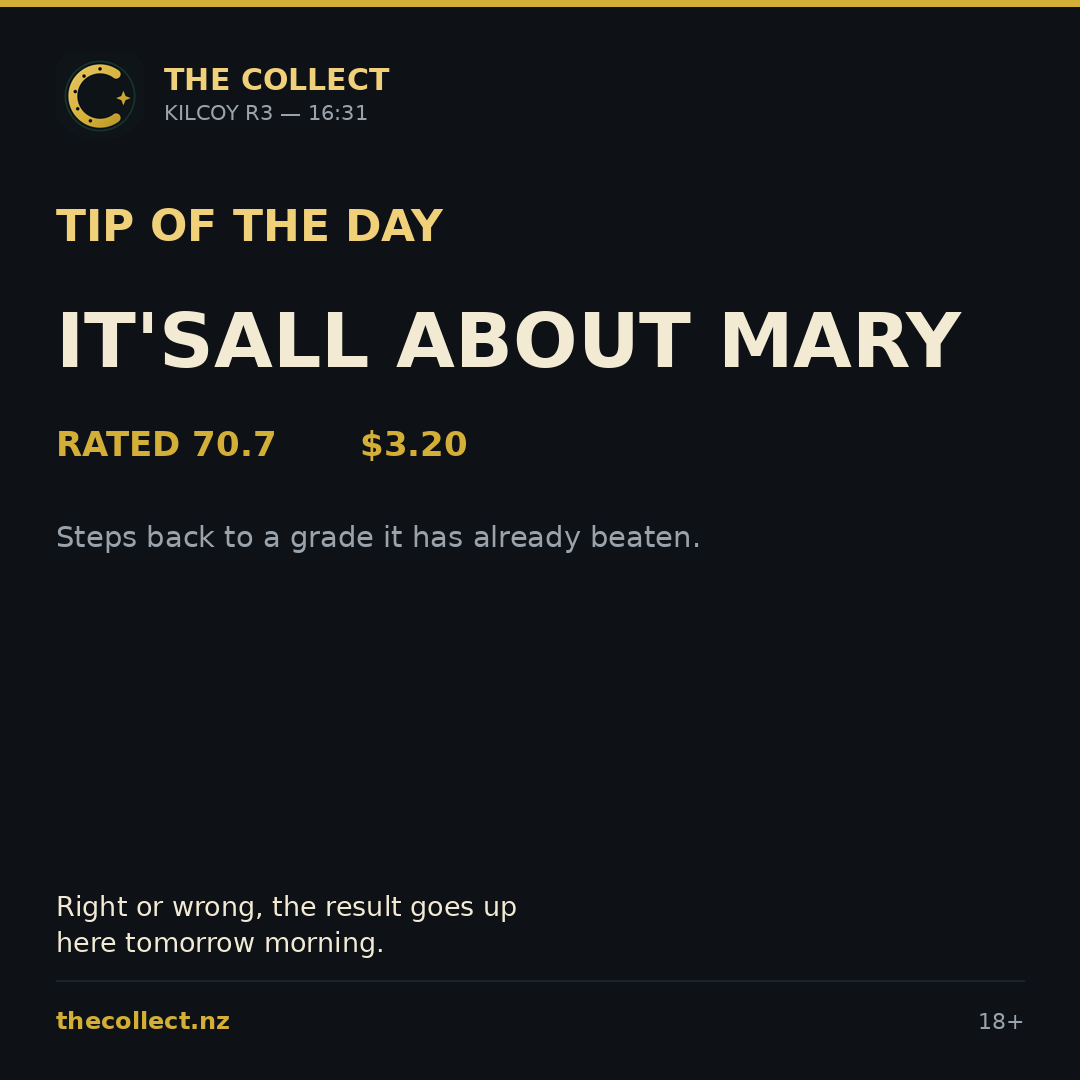 THE COLLECT
KILCOY R3 — 16:31
TIP OF THE DAY
IT'SALL ABOUT MARY
RATED 70.7 $3.20
Steps back to a grade it has already beaten.
Right or wrong, the result goes up
here tomorrow morning.
thecollect.nz 18+